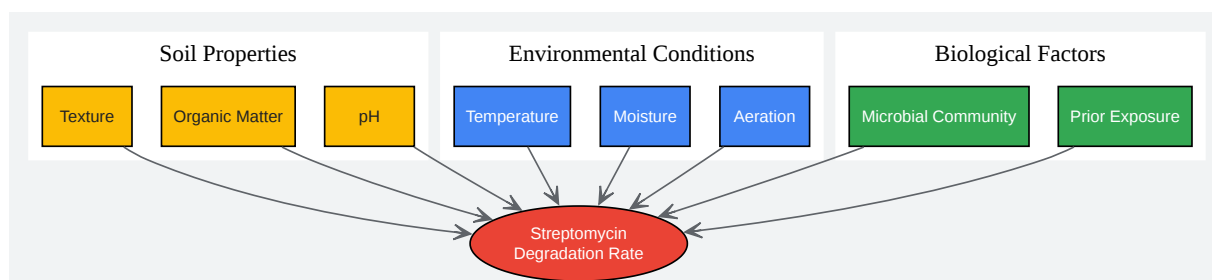 Soil Properties
Environmental Conditions
Biological Factors
Texture
Organic Matter
pH
Temperature
Moisture
Aeration
Microbial Community
Prior Exposure
Streptomycin
Degradation Rate